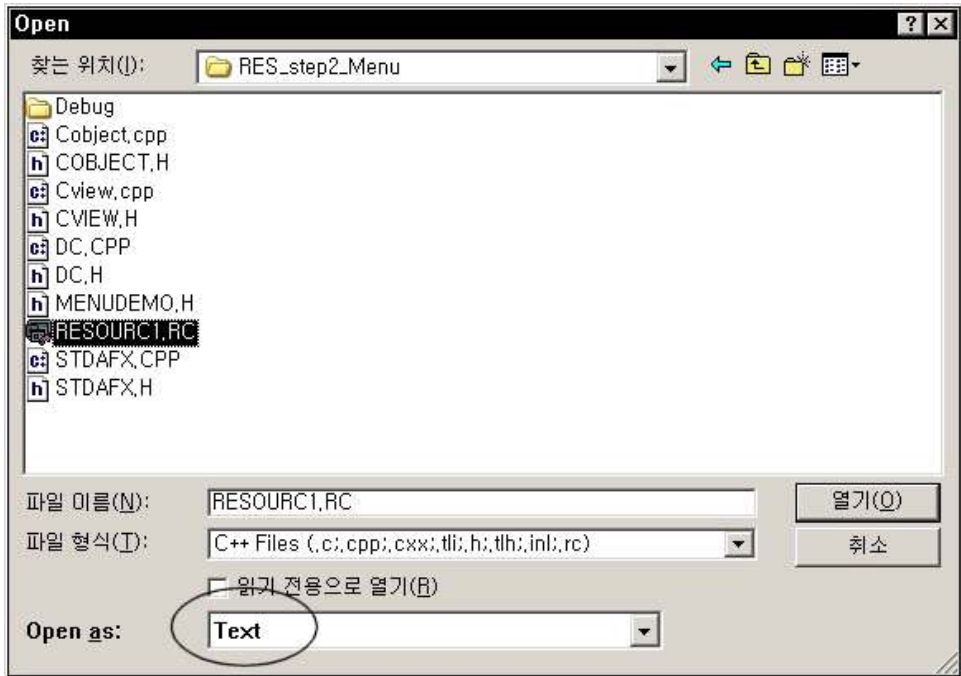 Open
찾는 위치(I): RES_step2_Menu
Debug
Cobject.cpp
COBJECT.H
Cview.cpp
CVIEW.H
DC.CPP
DC.H
MENUDEMO.H
RESOURC1.RC
STDAFX.CPP
STDAFX.H
파일 이름(N): RESOURC1.RC 열기(O)
파일 형식(T): C++ Files (.c;.cpp;.cxx;.tli;.h;.tlh;.inl;.rc) 취소
읽기 전용으로 열기(R)
Open as: Text